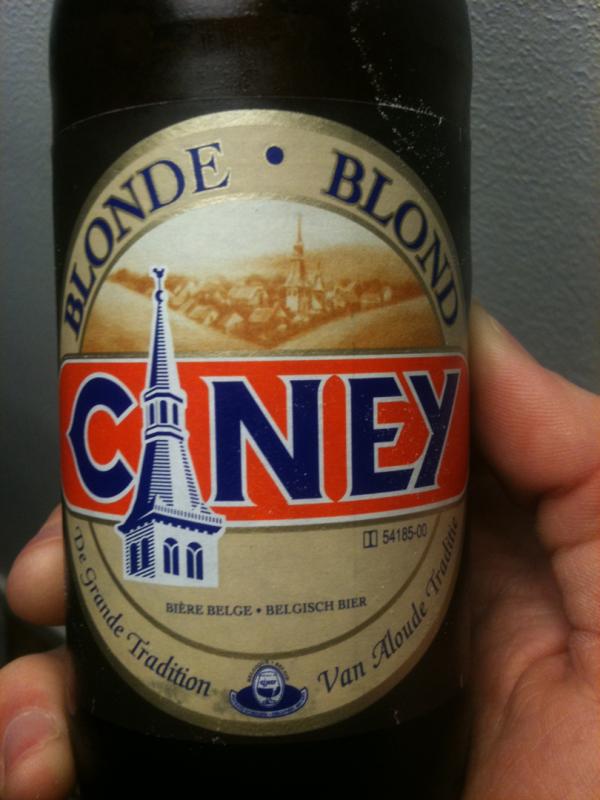 BLONDE • BLOND
CINEY
54185-00
BIÈRE BELGE • BELGISCH BIER
De Grande Tradition
Van Aloude Traditie